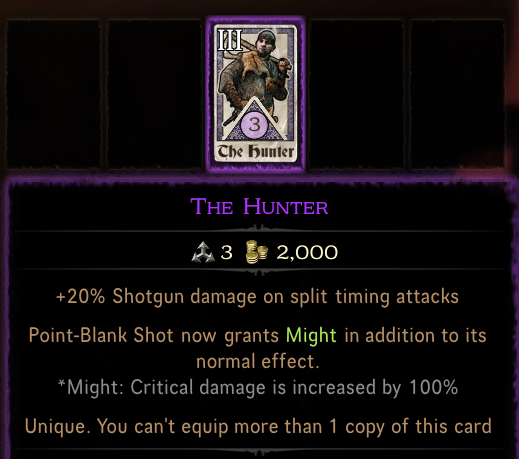 III
3
The Hunter
The Hunter
3 2,000
+20% Shotgun damage on split timing attacks
Point-Blank Shot now grants Might in addition to its
normal effect.
*Might: Critical damage is increased by 100%
Unique. You can't equip more than 1 copy of this card